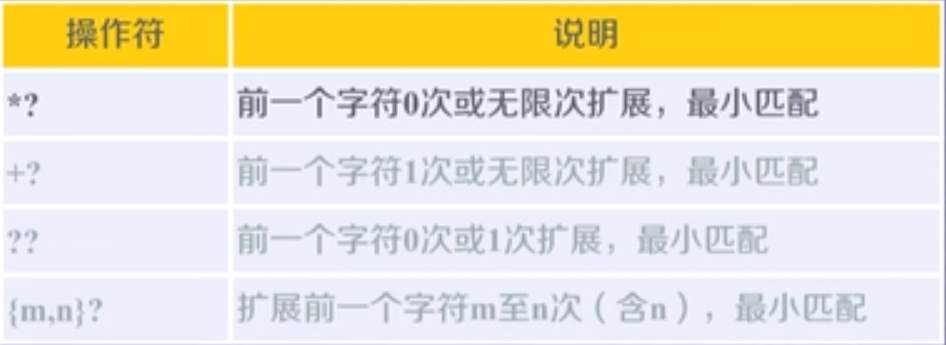 操作符 说明
*? 前一个字符0次或无限次扩展，最小匹配
+? 前一个字符1次或无限次扩展，最小匹配
?? 前一个字符0次或1次扩展，最小匹配
{m,n}? 扩展前一个字符m至n次（含n），最小匹配